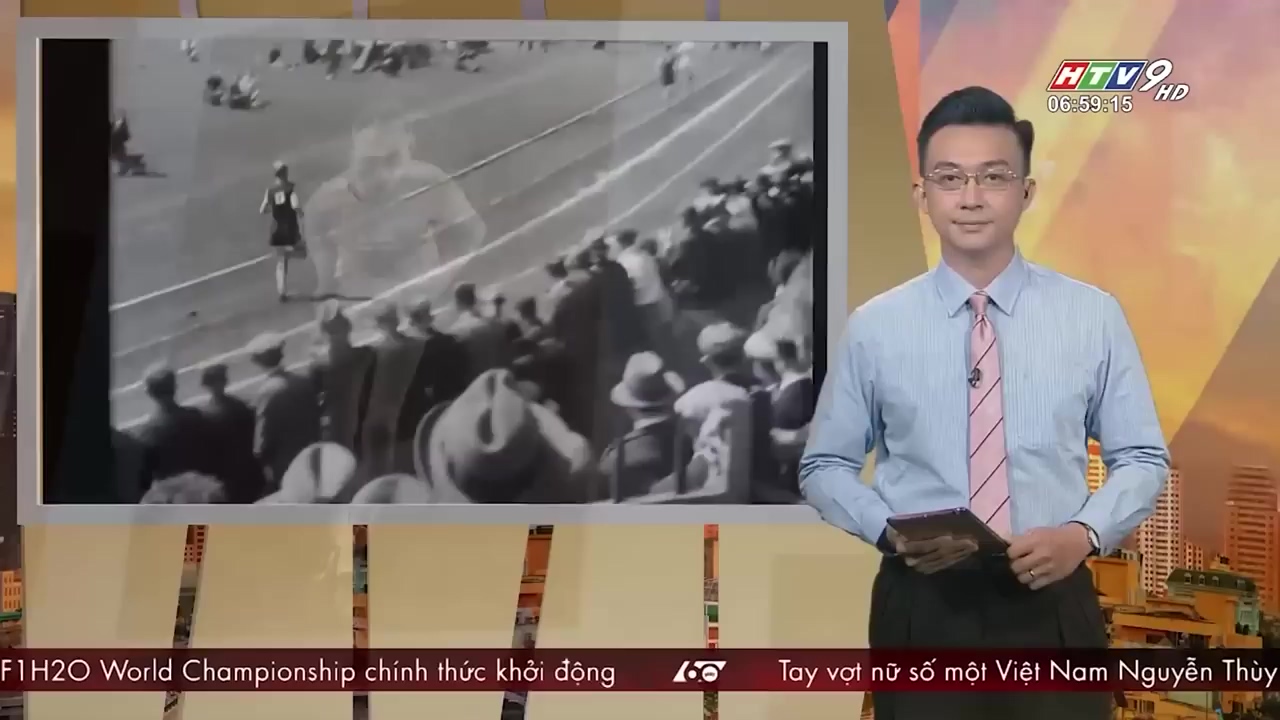 HTV9 HD
06:59:15
F1H2O World Championship chính thức khởi động
Tay vợt nữ số một Việt Nam Nguyễn Thùy